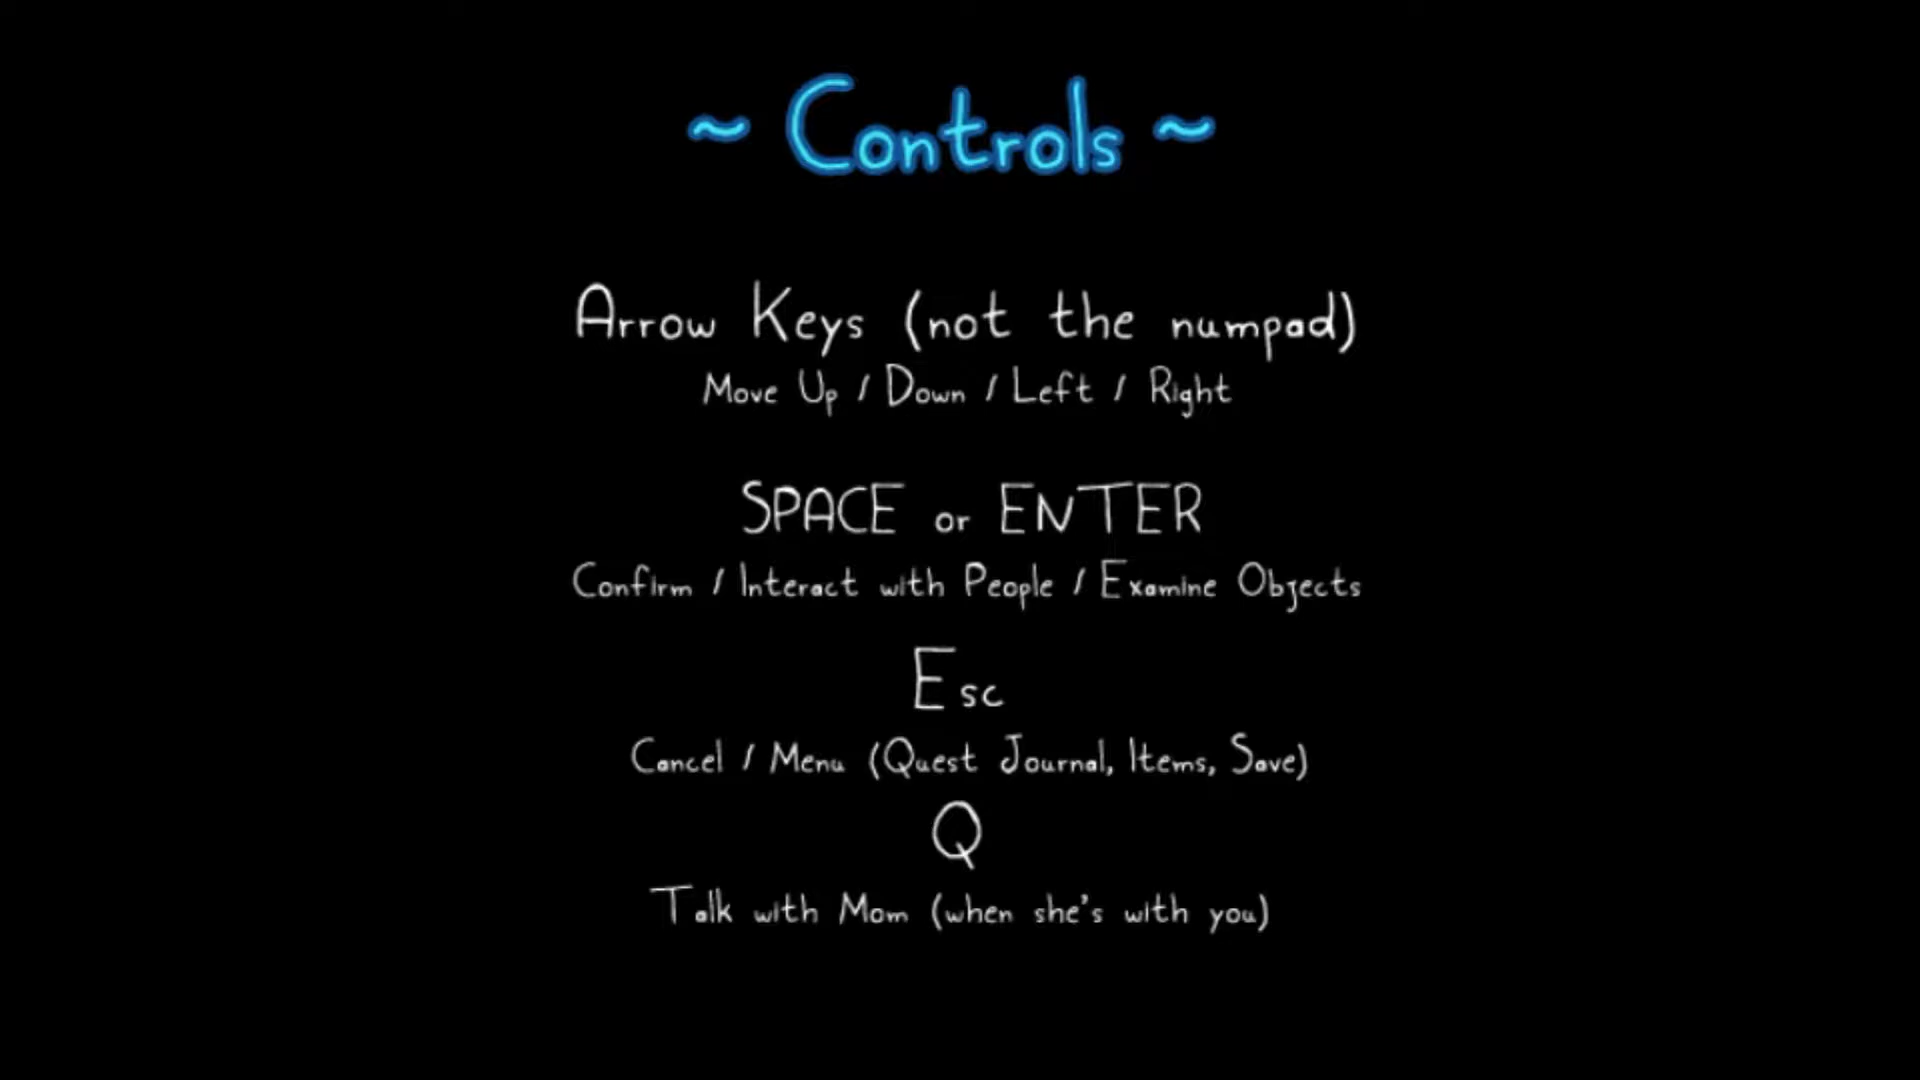 ~ Controls ~
Arrow Keys (not the numpad)
Move Up / Down / Left / Right
SPACE or ENTER
Confirm / Interact with People / Examine Objects
Esc
Cancel / Menu (Quest Journal, Items, Save)
Q
Talk with Mom (when she's with you)